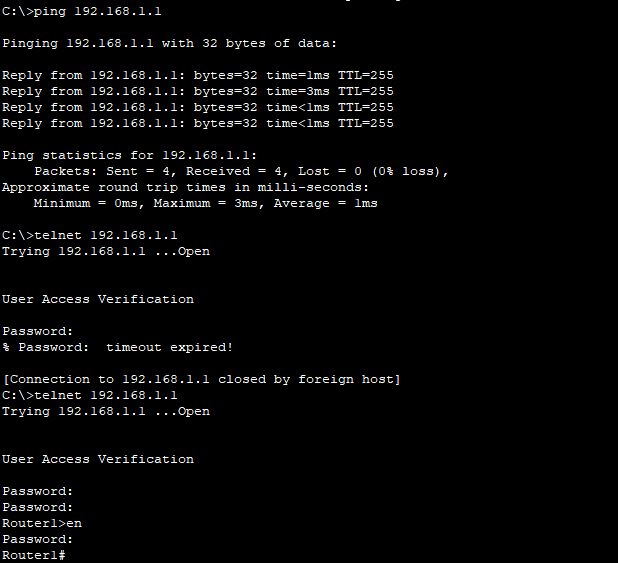 C:\>ping 192.168.1.1
Pinging 192.168.1.1 with 32 bytes of data:
Reply from 192.168.1.1: bytes=32 time=1ms TTL=255
Reply from 192.168.1.1: bytes=32 time=3ms TTL=255
Reply from 192.168.1.1: bytes=32 time<1ms TTL=255
Reply from 192.168.1.1: bytes=32 time<1ms TTL=255
Ping statistics for 192.168.1.1:
    Packets: Sent = 4, Received = 4, Lost = 0 (0% loss),
Approximate round trip times in milli-seconds:
    Minimum = 0ms, Maximum = 3ms, Average = 1ms
C:\>telnet 192.168.1.1
Trying 192.168.1.1 ...Open
User Access Verification
Password:
% Password:  timeout expired!
[Connection to 192.168.1.1 closed by foreign host]
C:\>telnet 192.168.1.1
Trying 192.168.1.1 ...Open
User Access Verification
Password:
Password:
Router1>en
Password:
Router1#